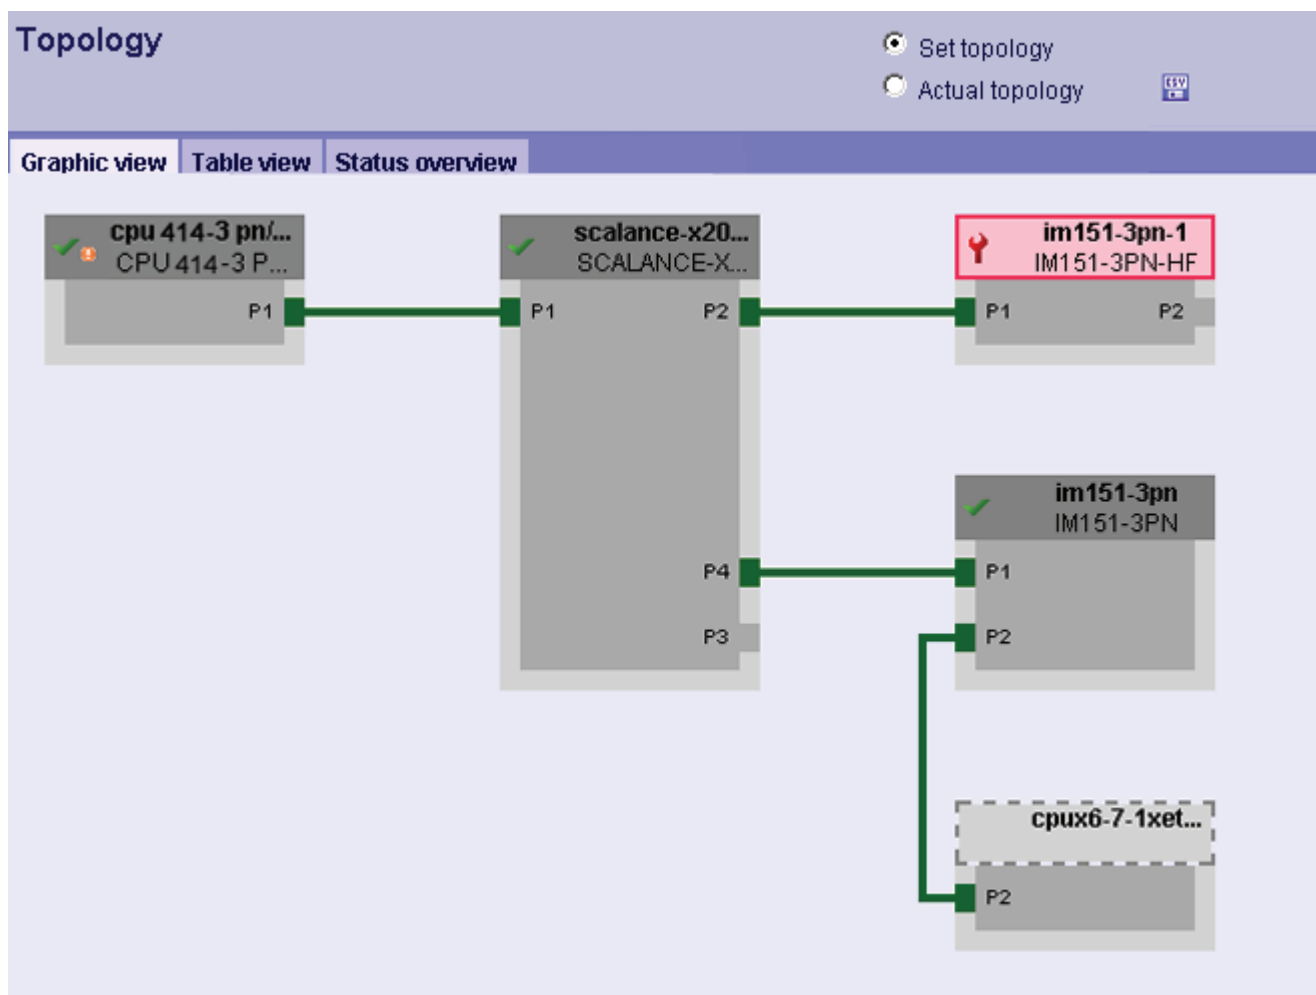 Topology
Set topology
Actual topology
CSV
Graphic view Table view Status overview
cpu 414-3 pn/...
CPU 414-3 P...
P1
scalance-x20...
SCALANCE-X...
P1 P2
P4
P3
im151-3pn-1
IM151-3PN-HF
P1 P2
im151-3pn
IM151-3PN
P1
P2
cpux6-7-1xet...
P2